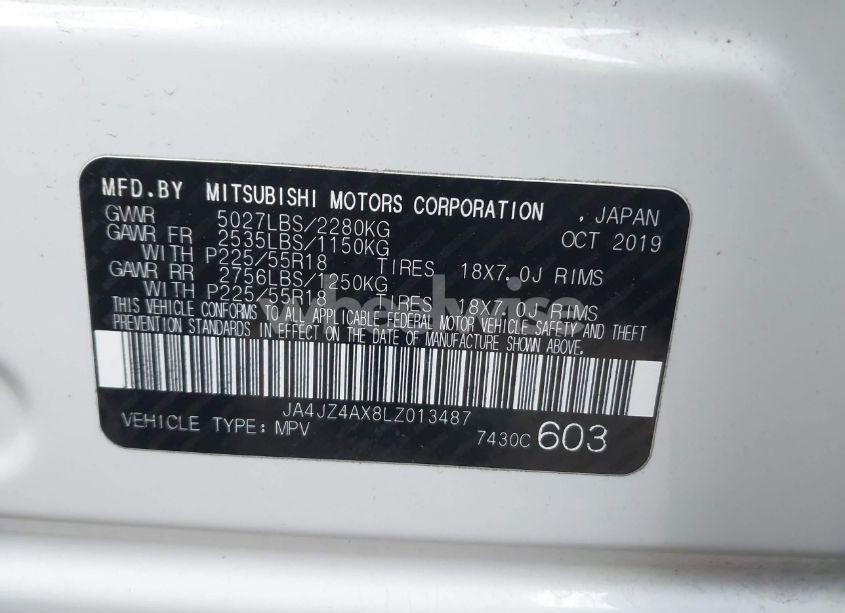 MFD.BY MITSUBISHI MOTORS CORPORATION , JAPAN
GVWR 5027LBS/2280KG OCT 2019
GAWR FR 2535LBS/1150KG
WITH P225/55R18 TIRES 18X7.0J RIMS
GAWR RR 2756LBS/1250KG
WITH P225/55R18 TIRES 18X7.0J RIMS
THIS VEHICLE CONFORMS TO ALL APPLICABLE FEDERAL MOTOR VEHICLE SAFETY AND THEFT
PREVENTION STANDARDS IN EFFECT ON THE DATE OF MANUFACTURE SHOWN ABOVE.
JA4JZ4AX8LZ013487
VEHICLE TYPE: MPV 7430C 603